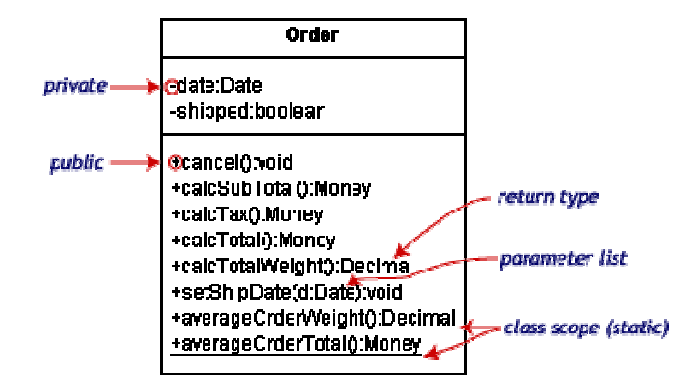 Order
private
-date:Date
-shipped:boolean
public
+cancel():void
+calcSubTotal():Money
+calcTax():Money
+calcTotal():Money
+calcTotalWeight():Decimal
+setShipDate(d:Date):void
+averageOrderWeight():Decimal
+averageOrderTotal():Money
return type
parameter list
class scope (static)